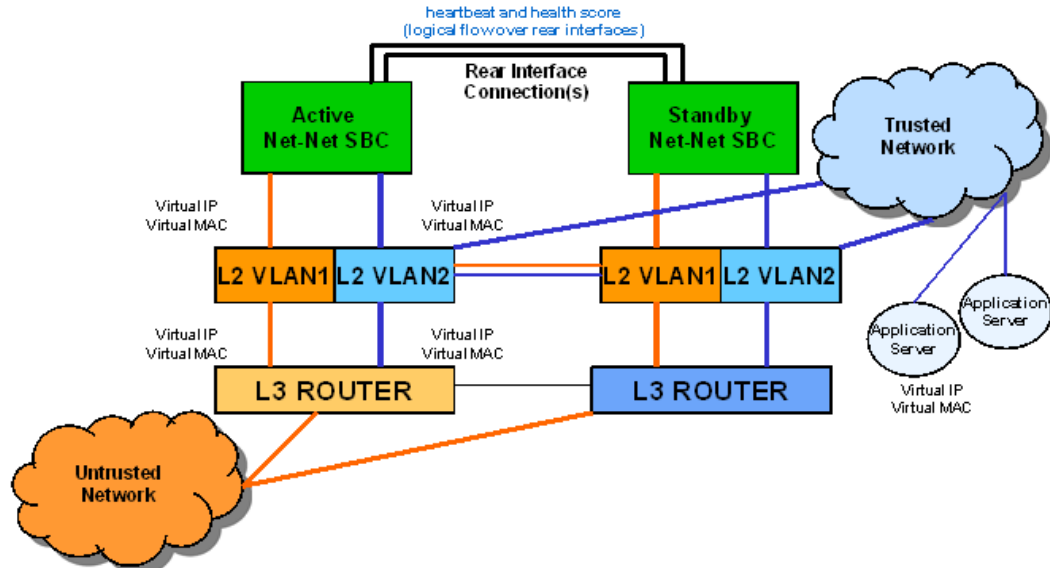 heartbeat and health score
(logical flow over rear interfaces)
Rear Interface
Connection(s)
Active
Net-Net SBC
Standby
Net-Net SBC
Trusted
Network
Virtual IP
Virtual MAC
Virtual IP
Virtual MAC
L2 VLAN1
L2 VLAN2
L2 VLAN1
L2 VLAN2
Application
Server
Application
Server
Virtual IP
Virtual MAC
Virtual IP
Virtual MAC
L3 ROUTER
L3 ROUTER
Virtual IP
Virtual MAC
Untrusted
Network